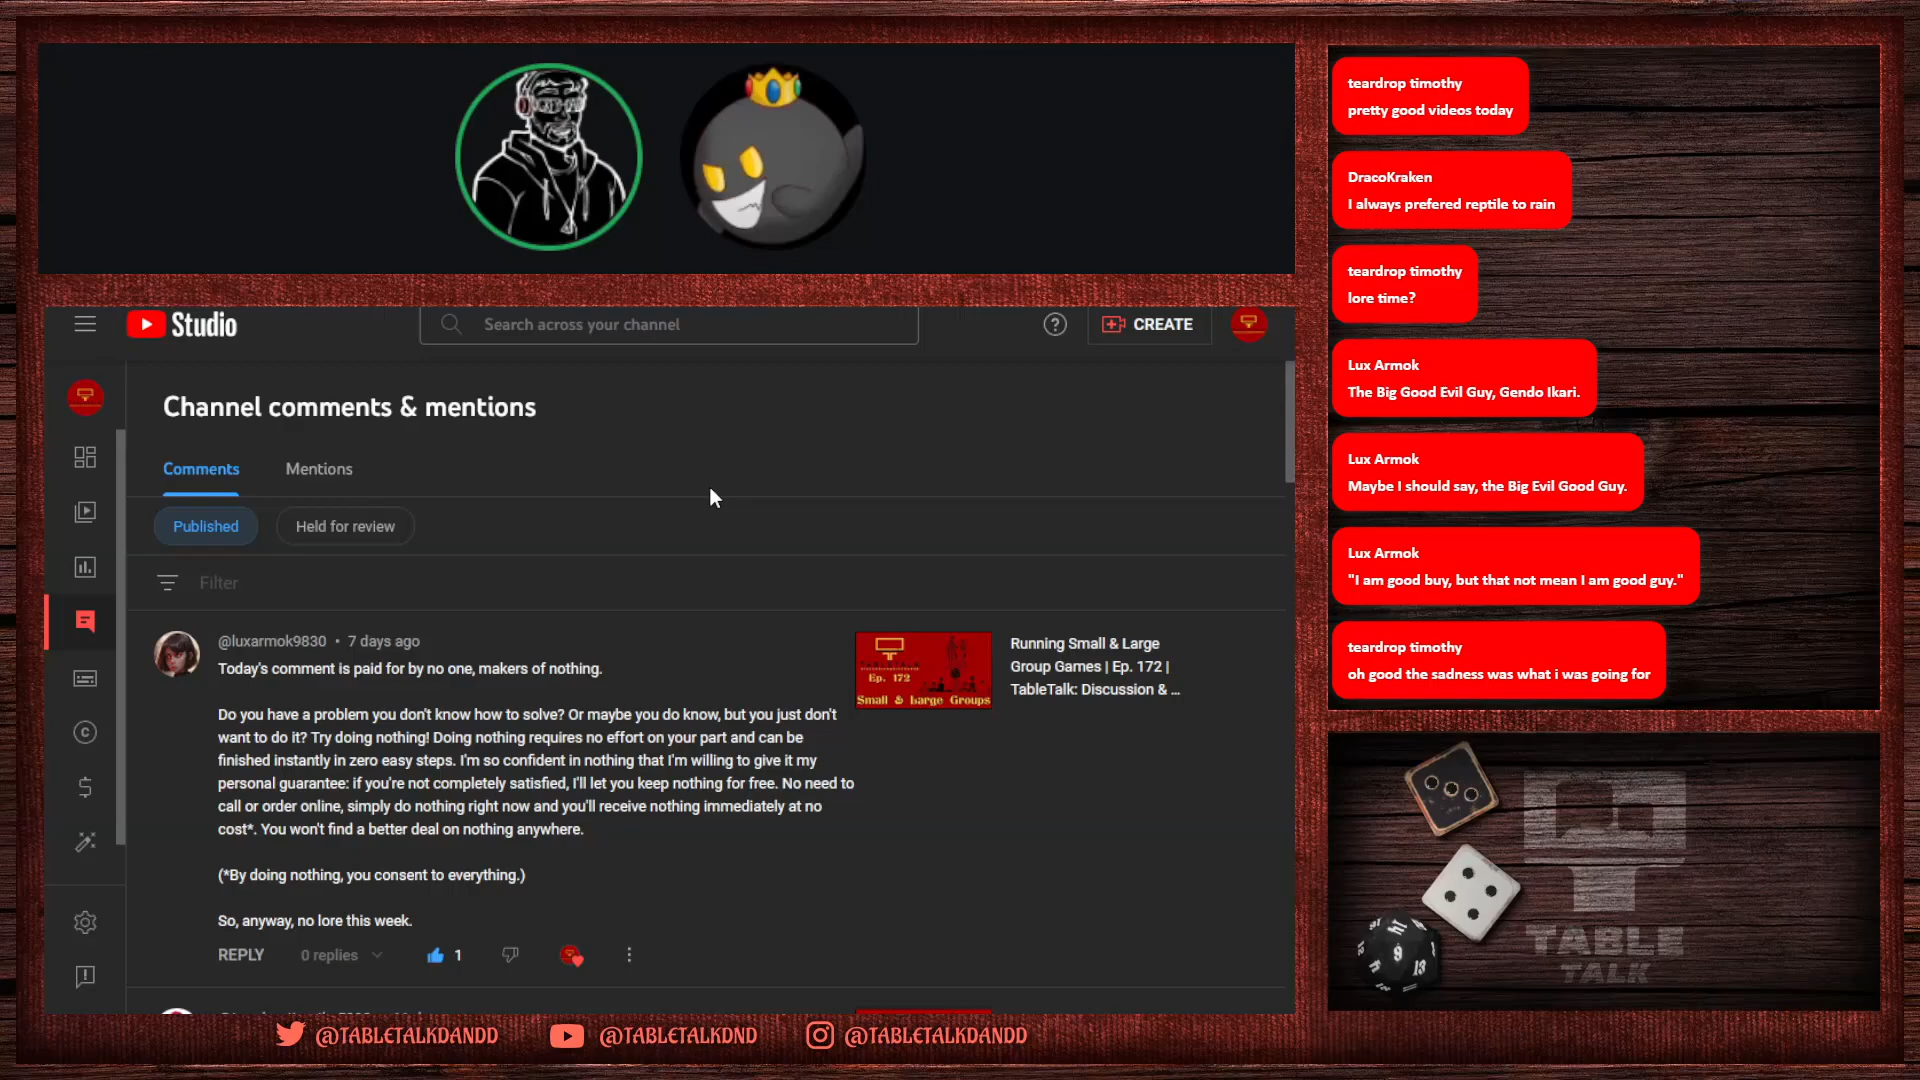 Studio
Search across your channel
CREATE
Channel comments & mentions
Comments
Mentions
Published
Held for review
Filter
@luxarmok9830 • 7 days ago
Today's comment is paid for by no one, makers of nothing.
Do you have a problem you don't know how to solve? Or maybe you do know, but you just don't
want to do it? Try doing nothing! Doing nothing requires no effort on your part and can be
finished instantly in zero easy steps. I'm so confident in nothing that I'm willing to give it my
personal guarantee: if you're not completely satisfied, I'll let you keep nothing for free. No need to
call or order online, simply do nothing right now and you'll receive nothing immediately at no
cost*. You won't find a better deal on nothing anywhere.
(*By doing nothing, you consent to everything.)
So, anyway, no lore this week.
REPLY
0 replies
1
Ep. 172
Small & Large Groups
Running Small & Large
Group Games | Ep. 172 |
TableTalk: Discussion & ...
teardrop timothy
pretty good videos today
DracoKraken
I always prefered reptile to rain
teardrop timothy
lore time?
Lux Armok
The Big Good Evil Guy, Gendo Ikari.
Lux Armok
Maybe I should say, the Big Evil Good Guy.
Lux Armok
"I am good buy, but that not mean I am good guy."
teardrop timothy
oh good the sadness was what i was going for
9
13
TABLE
TALK
@TABLETALKDANDD
@TABLETALKDND
@TABLETALKDANDD